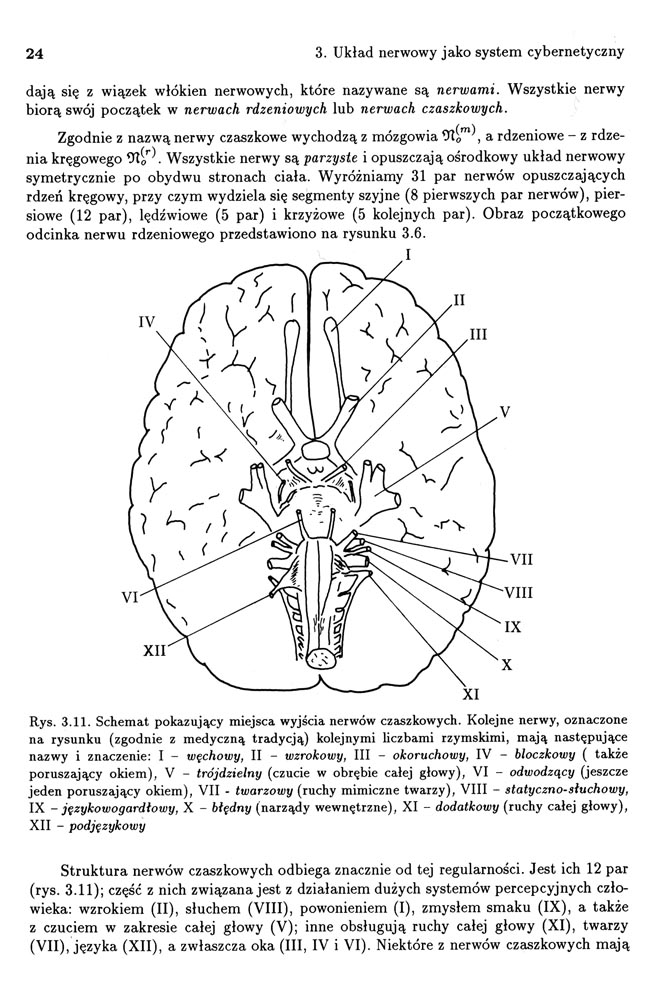 24 3. Układ nerwowy jako system cybernetyczny
dają się z wiązek włókien nerwowych, które nazywane są nerwami. Wszystkie nerwy
biorą swój początek w nerwach rdzeniowych lub nerwach czaszkowych.
Zgodnie z nazwą nerwy czaszkowe wychodzą z mózgowia 𝔑₀⁽ᵐ⁾, a rdzeniowe – z rdze-
nia kręgowego 𝔑₀⁽ʳ⁾. Wszystkie nerwy są parzyste i opuszczają ośrodkowy układ nerwowy
symetrycznie po obydwu stronach ciała. Wyróżniamy 31 par nerwów opuszczających
rdzeń kręgowy, przy czym wydziela się segmenty szyjne (8 pierwszych par nerwów), pier-
siowe (12 par), lędźwiowe (5 par) i krzyżowe (5 kolejnych par). Obraz początkowego
odcinka nerwu rdzeniowego przedstawiono na rysunku 3.6.
I
II
IV
III
V
VII
VIII
VI
IX
XII
X
XI
Rys. 3.11. Schemat pokazujący miejsca wyjścia nerwów czaszkowych. Kolejne nerwy, oznaczone
na rysunku (zgodnie z medyczną tradycją) kolejnymi liczbami rzymskimi, mają następujące
nazwy i znaczenie: I – węchowy, II – wzrokowy, III – okoruchowy, IV – bloczkowy ( także
poruszający okiem), V – trójdzielny (czucie w obrębie całej głowy), VI – odwodzący (jeszcze
jeden poruszający okiem), VII - twarzowy (ruchy mimiczne twarzy), VIII – statyczno-słuchowy,
IX – językowogardłowy, X – błędny (narządy wewnętrzne), XI – dodatkowy (ruchy całej głowy),
XII – podjęzykowy
Struktura nerwów czaszkowych odbiega znacznie od tej regularności. Jest ich 12 par
(rys. 3.11); część z nich związana jest z działaniem dużych systemów percepcyjnych czło-
wieka: wzrokiem (II), słuchem (VIII), powonieniem (I), zmysłem smaku (IX), a także
z czuciem w zakresie całej głowy (V); inne obsługują ruchy całej głowy (XI), twarzy
(VII), języka (XII), a zwłaszcza oka (III, IV i VI). Niektóre z nerwów czaszkowych mają